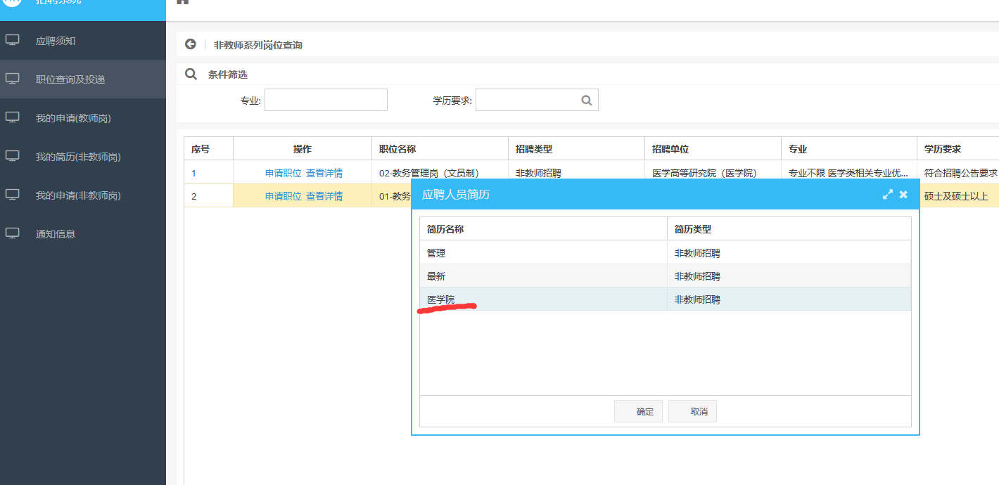 招聘系统
应聘须知
职位查询及投递
我的申请(教师岗)
我的简历(非教师岗)
我的申请(非教师岗)
通知信息
非教师系列岗位查询
条件筛选
专业: 学历要求:
序号 操作 职位名称 招聘类型 招聘单位 专业 学历要求
1 申请职位 查看详情 02-教务管理岗（文员制） 非教师招聘 医学高等研究院（医学院） 专业不限 医学类相关专业优... 符合招聘公告要求
2 申请职位 查看详情 01-教务 硕士及硕士以上
应聘人员简历
简历名称 简历类型
管理 非教师招聘
最新 非教师招聘
医学院 非教师招聘
确定 取消